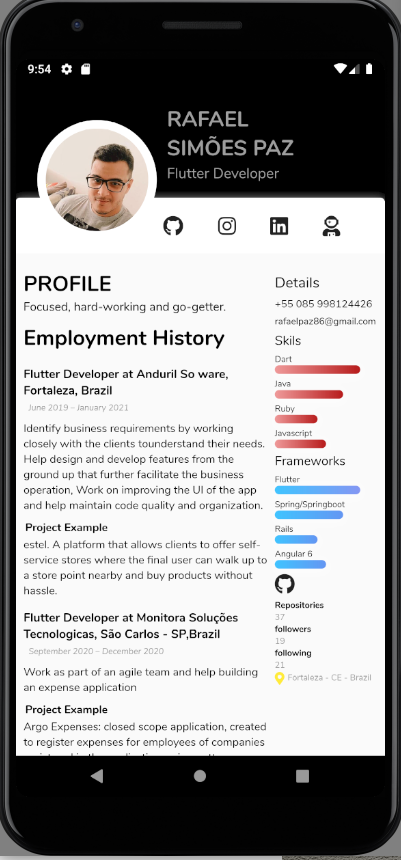 9:54
RAFAEL
SIMÕES PAZ
Flutter Developer
PROFILE
Focused, hard-working and go-getter.
Employment History
Flutter Developer at Anduril So ware,
Fortaleza, Brazil
June 2019 – January 2021
Identify business requirements by working
closely with the clients tounderstand their needs.
Help design and develop features from the
ground up that further facilitate the business
operation, Work on improving the UI of the app
and help maintain code quality and organization.
Project Example
estel. A platform that allows clients to offer self-
service stores where the final user can walk up to
a store point nearby and buy products without
hassle.
Flutter Developer at Monitora Soluções
Tecnologicas, São Carlos - SP,Brazil
September 2020 – December 2020
Work as part of an agile team and help building
an expense application
Project Example
Argo Expenses: closed scope application, created
to register expenses for employees of companies
Details
+55 085 998124426
rafaelpaz86@gmail.com
Skils
Dart
Java
Ruby
Javascript
Frameworks
Flutter
Spring/Springboot
Rails
Angular 6
Repositories
37
followers
19
following
21
Fortaleza - CE - Brazil